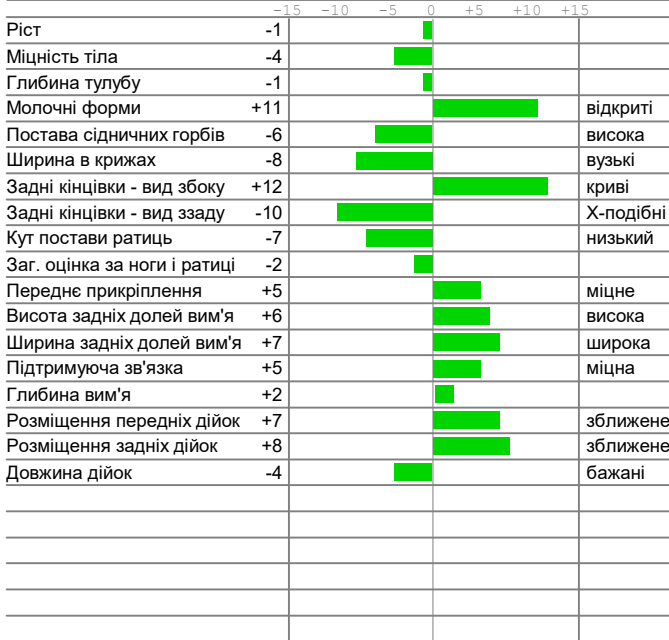 -15 -10 -5 0 +5 +10 +15
Ріст -1
Міцність тіла -4
Глибина тулубу -1
Молочні форми +11 відкриті
Постава сідничних горбів -6 висока
Ширина в крижах -8 вузькі
Задні кінцівки - вид збоку +12 криві
Задні кінцівки - вид ззаду -10 X-подібні
Кут постави ратиць -7 низький
Заг. оцінка за ноги і ратиці -2
Переднє прикріплення +5 міцне
Висота задніх долей вим'я +6 висока
Ширина задніх долей вим'я +7 широка
Підтримуюча зв'язка +5 міцна
Глибина вим'я +2
Розміщення передніх дійок +7 зближене
Розміщення задніх дійок +8 зближене
Довжина дійок -4 бажані